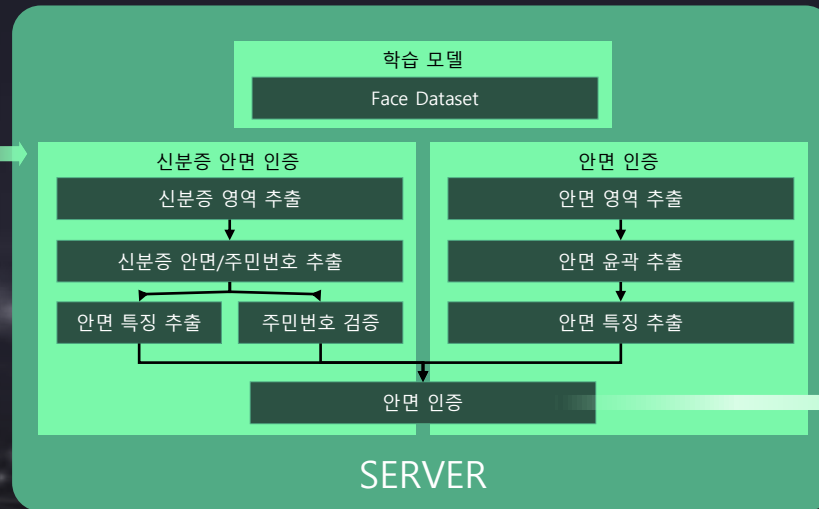 학습 모델
Face Dataset
신분증 안면 인증
신분증 영역 추출
신분증 안면/주민번호 추출
안면 특징 추출
주민번호 검증
안면 인증
안면 영역 추출
안면 윤곽 추출
안면 특징 추출
안면 인증
SERVER